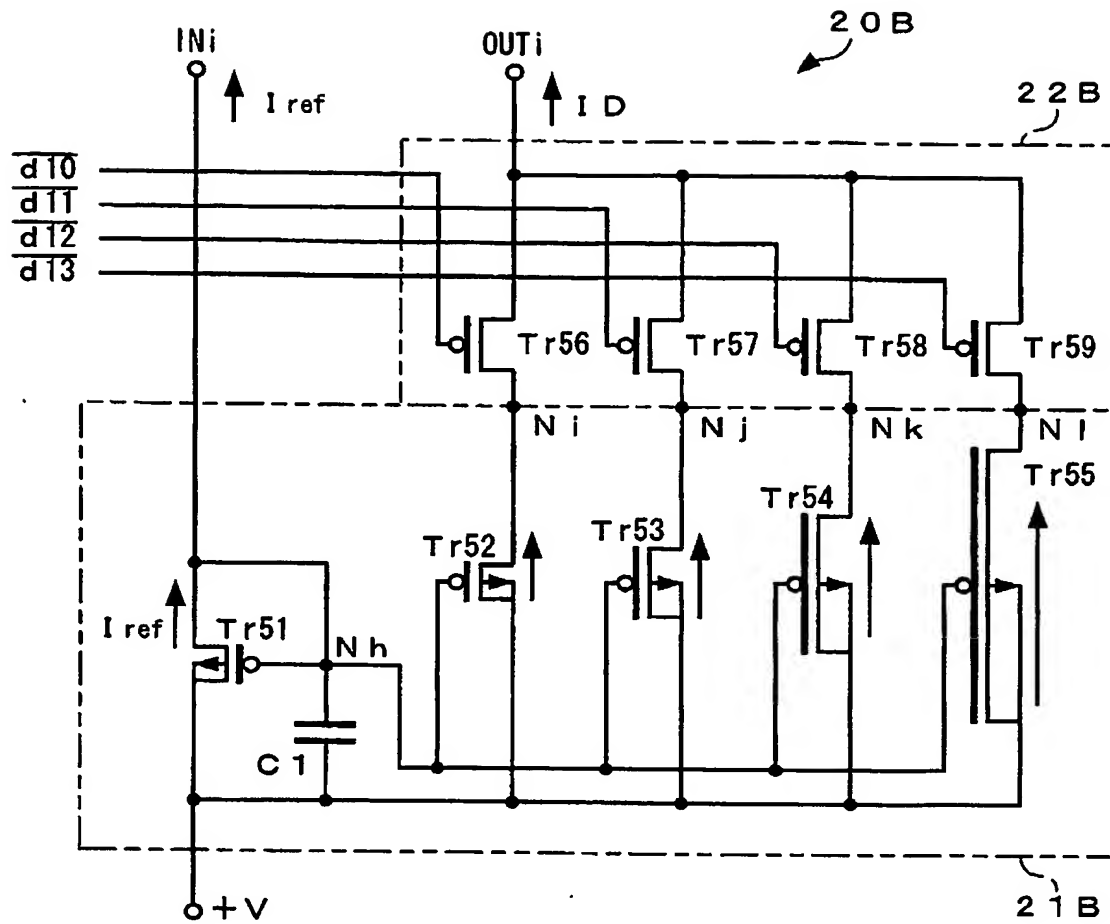 20B
INi
OUTi
Iref
ID
22B
d10
d11
d12
d13
Tr56
Tr57
Tr58
Tr59
Ni
Nj
Nk
Nl
Tr55
Tr54
Tr53
Tr52
Iref
Tr51
Nh
C1
+V
21B